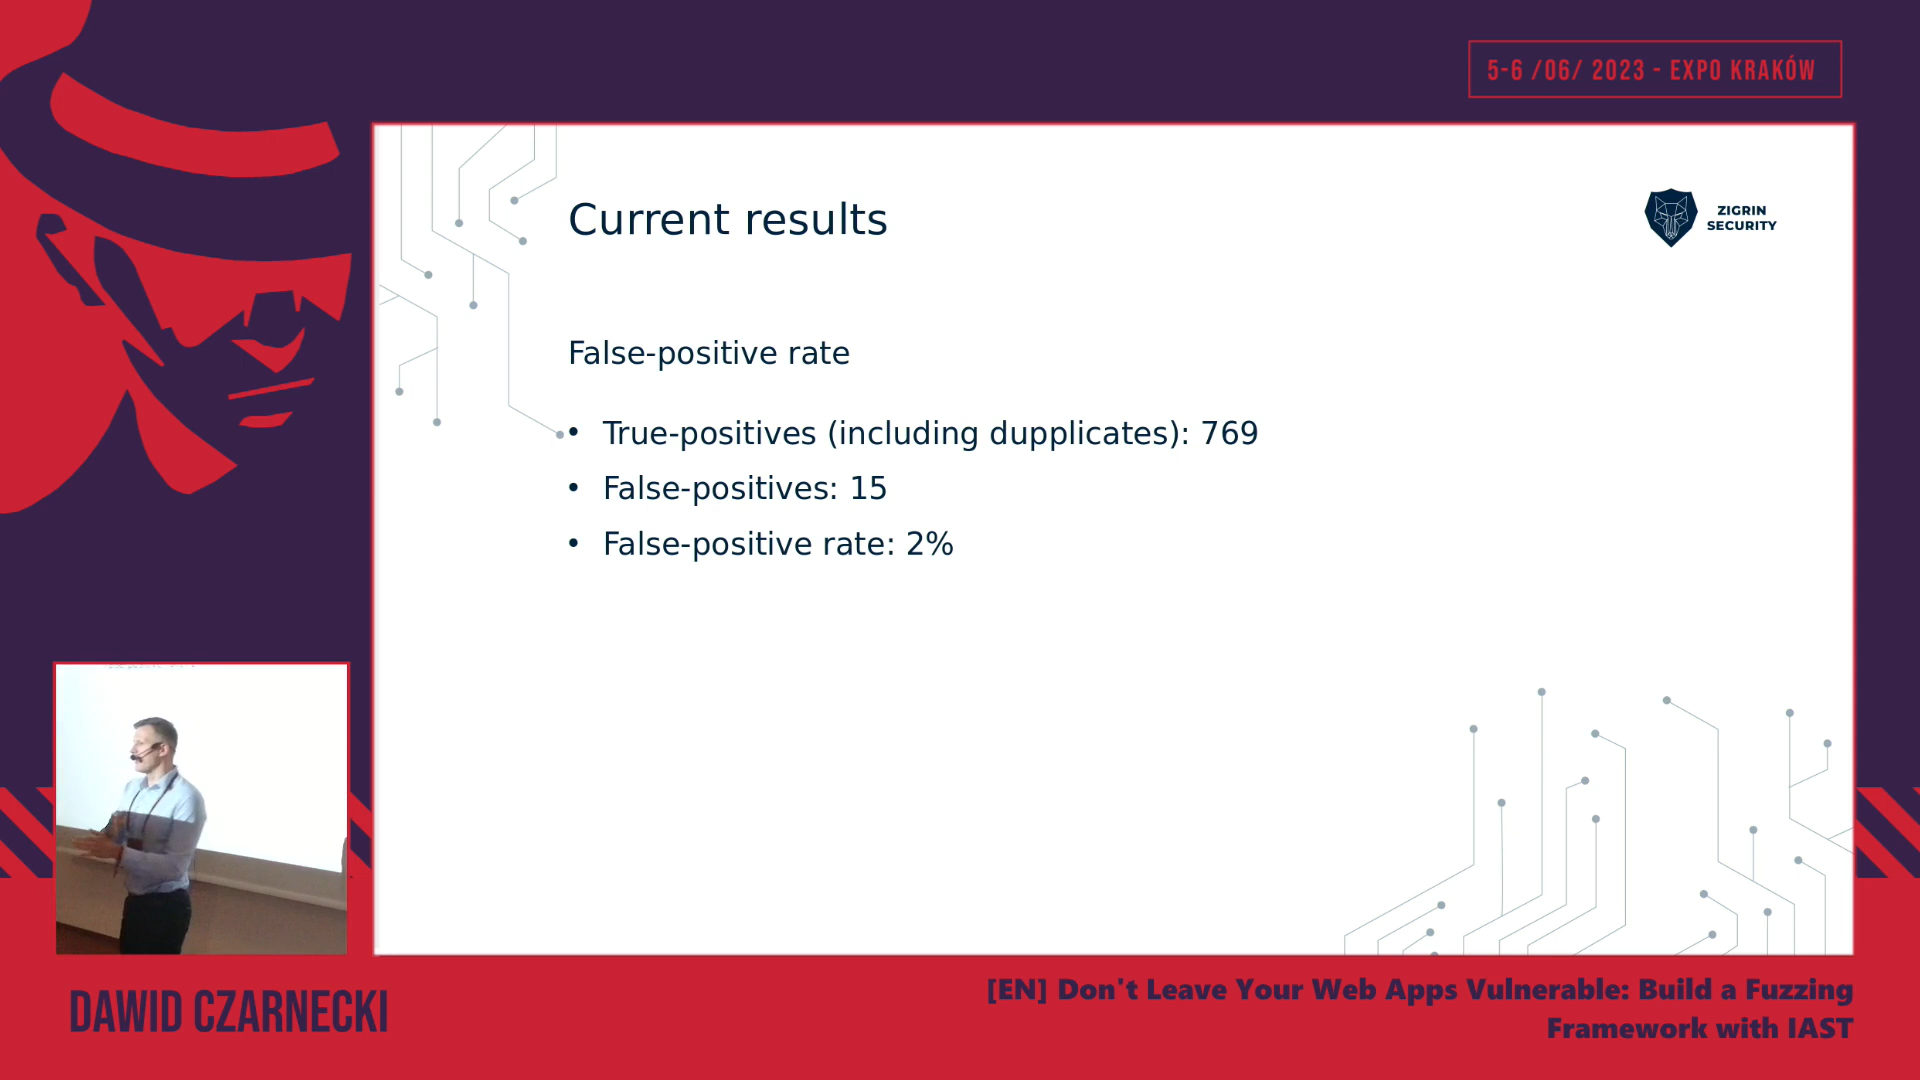 5-6 /06/ 2023 - EXPO KRAKÓW
Current results
ZIGRIN
SECURITY
False-positive rate
• True-positives (including dupplicates): 769
• False-positives: 15
• False-positive rate: 2%
DAWID CZARNECKI
[EN] Don't Leave Your Web Apps Vulnerable: Build a Fuzzing
Framework with IAST